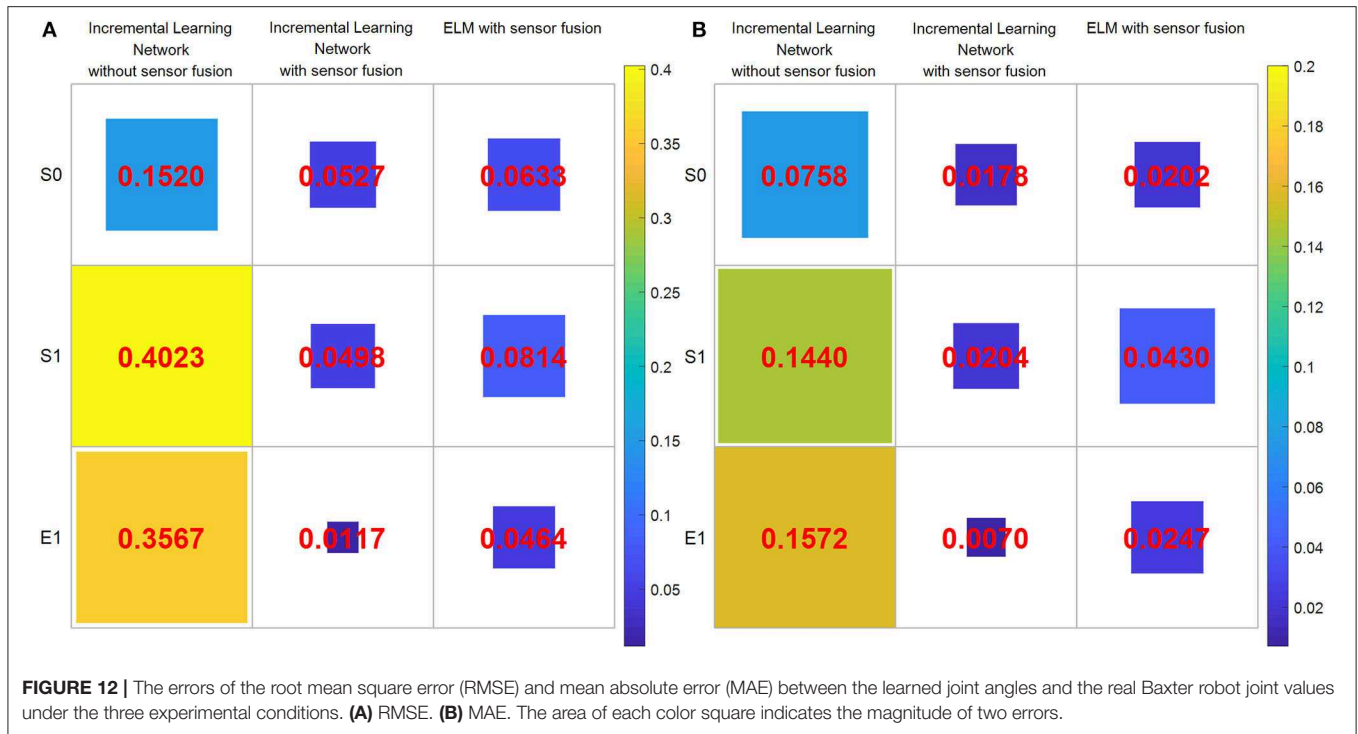 A
Incremental Learning
Network
without sensor fusion
Incremental Learning
Network
with sensor fusion
ELM with sensor fusion
S0
0.1520
0.0527
0.0633
S1
0.4023
0.0498
0.0814
E1
0.3567
0.0117
0.0464
0.4
0.35
0.3
0.25
0.2
0.15
0.1
0.05
B
Incremental Learning
Network
without sensor fusion
Incremental Learning
Network
with sensor fusion
ELM with sensor fusion
S0
0.0758
0.0178
0.0202
S1
0.1440
0.0204
0.0430
E1
0.1572
0.0070
0.0247
0.2
0.18
0.16
0.14
0.12
0.1
0.08
0.06
0.04
0.02
FIGURE 12 | The errors of the root mean square error (RMSE) and mean absolute error (MAE) between the learned joint angles and the real Baxter robot joint values
under the three experimental conditions. (A) RMSE. (B) MAE. The area of each color square indicates the magnitude of two errors.